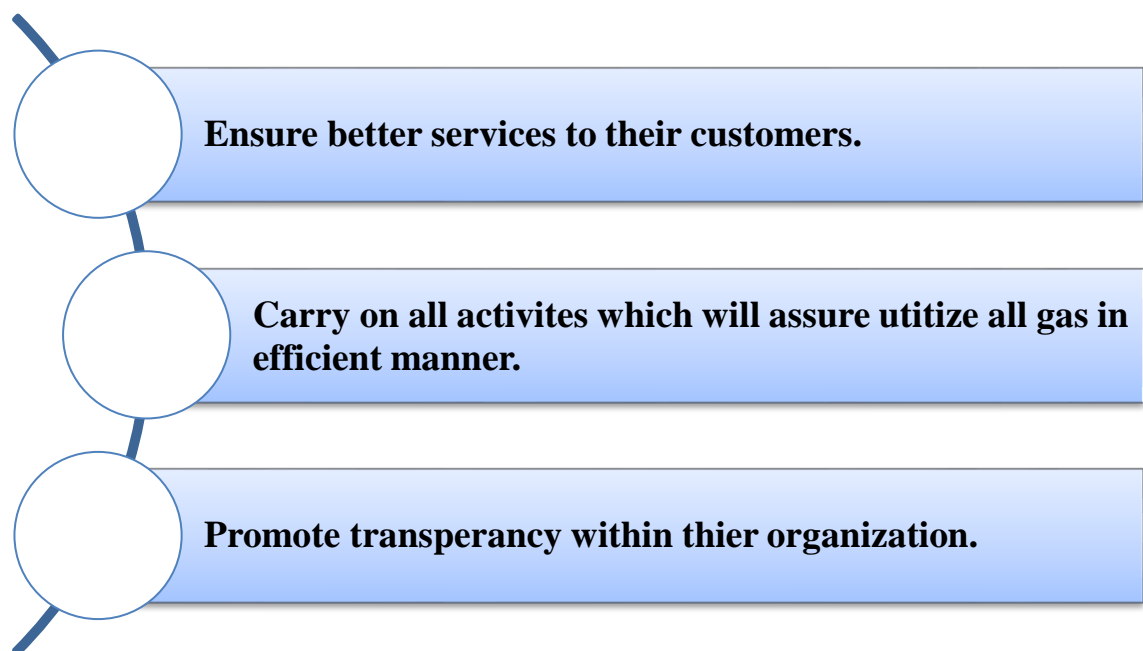 Ensure better services to their customers.
Carry on all activites which will assure utitize all gas in
efficient manner.
Promote transperancy within thier organization.